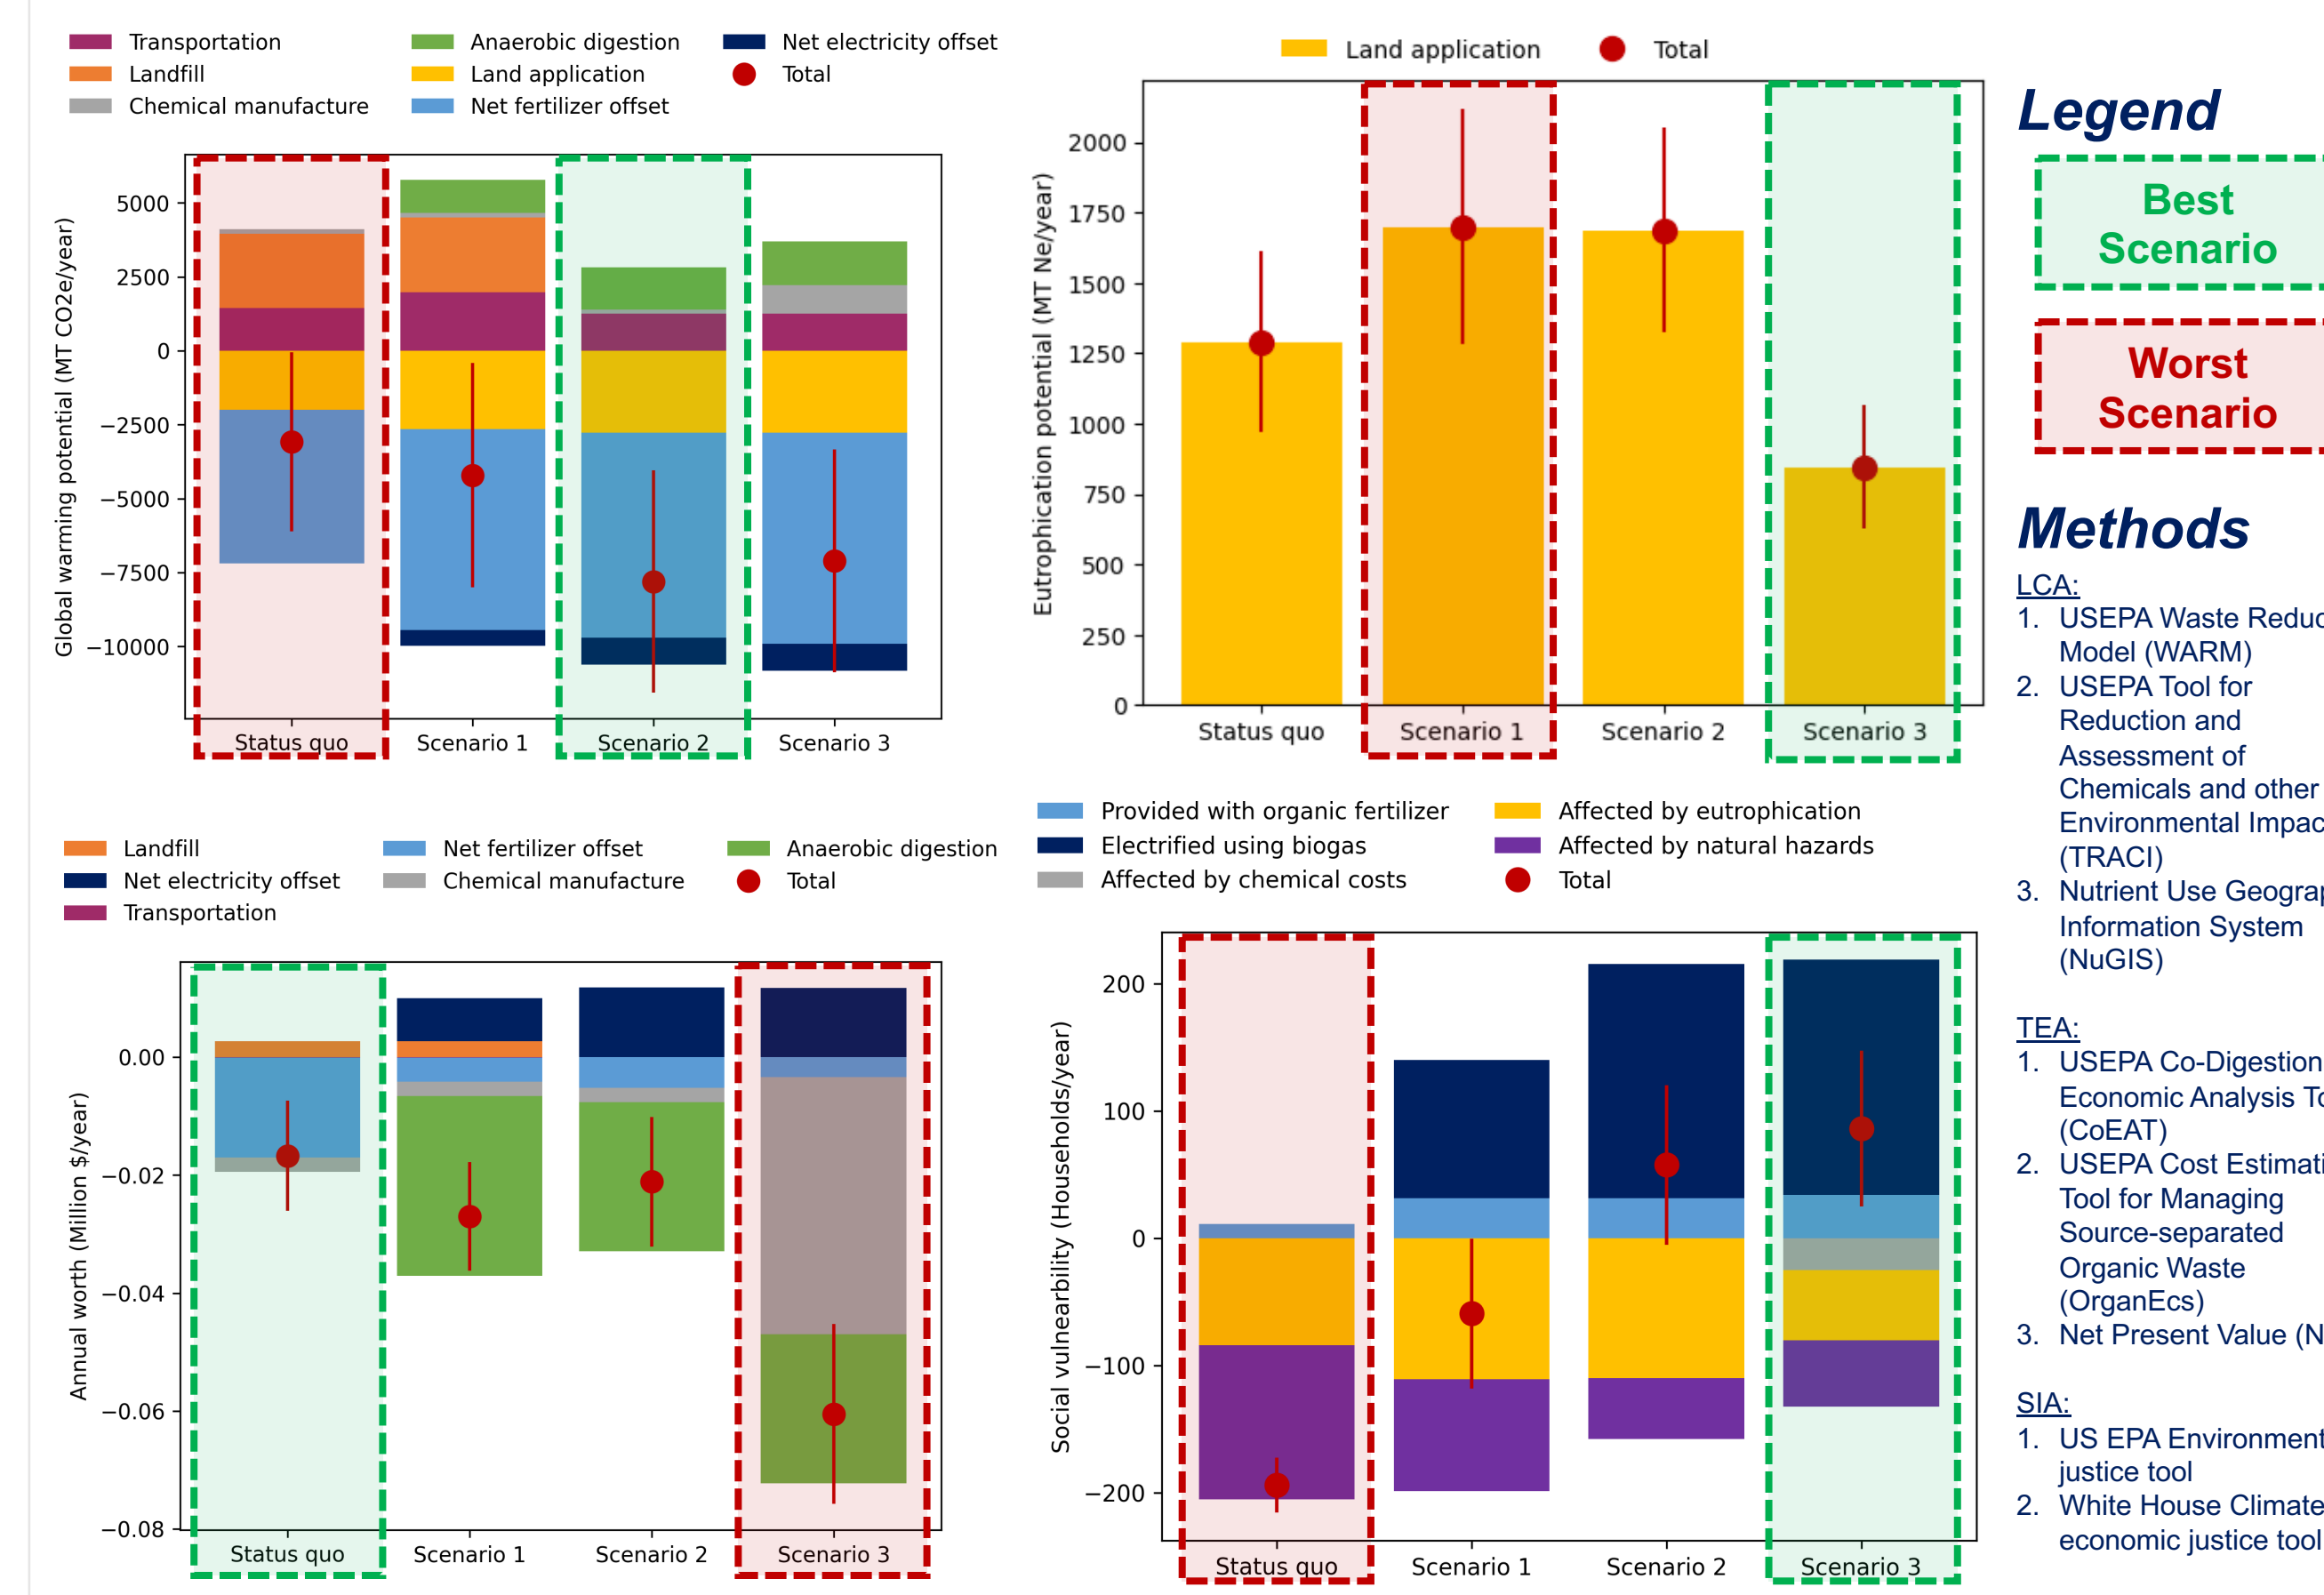 Transportation
Landfill
Chemical manufacture
Anaerobic digestion
Land application
Net fertilizer offset
Net electricity offset
Total
Global warming potential (MT CO2e/year)
5000
2500
0
−2500
−5000
−7500
−10000
Status quo
Scenario 1
Scenario 2
Scenario 3
Land application
Total
Eutrophication potential (MT Ne/year)
2000
1750
1500
1250
1000
750
500
250
0
Status quo
Scenario 1
Scenario 2
Scenario 3
Landfill
Net electricity offset
Transportation
Net fertilizer offset
Chemical manufacture
Anaerobic digestion
Total
Annual worth (Million $/year)
0.00
−0.02
−0.04
−0.06
−0.08
Status quo
Scenario 1
Scenario 2
Scenario 3
Provided with organic fertilizer
Electrified using biogas
Affected by chemical costs
Affected by eutrophication
Affected by natural hazards
Total
Social vulnearbility (Households/year)
200
100
0
−100
−200
Status quo
Scenario 1
Scenario 2
Scenario 3
Legend
Best
Scenario
Worst
Scenario
Methods
LCA:
1. USEPA Waste Reduc
Model (WARM)
2. USEPA Tool for
Reduction and
Assessment of
Chemicals and other
Environmental Impac
(TRACI)
3. Nutrient Use Geograp
Information System
(NuGIS)
TEA:
1. USEPA Co-Digestion
Economic Analysis To
(CoEAT)
2. USEPA Cost Estimati
Tool for Managing
Source-separated
Organic Waste
(OrganEcs)
3. Net Present Value (N
SIA:
1. US EPA Environment
justice tool
2. White House Climate
economic justice tool